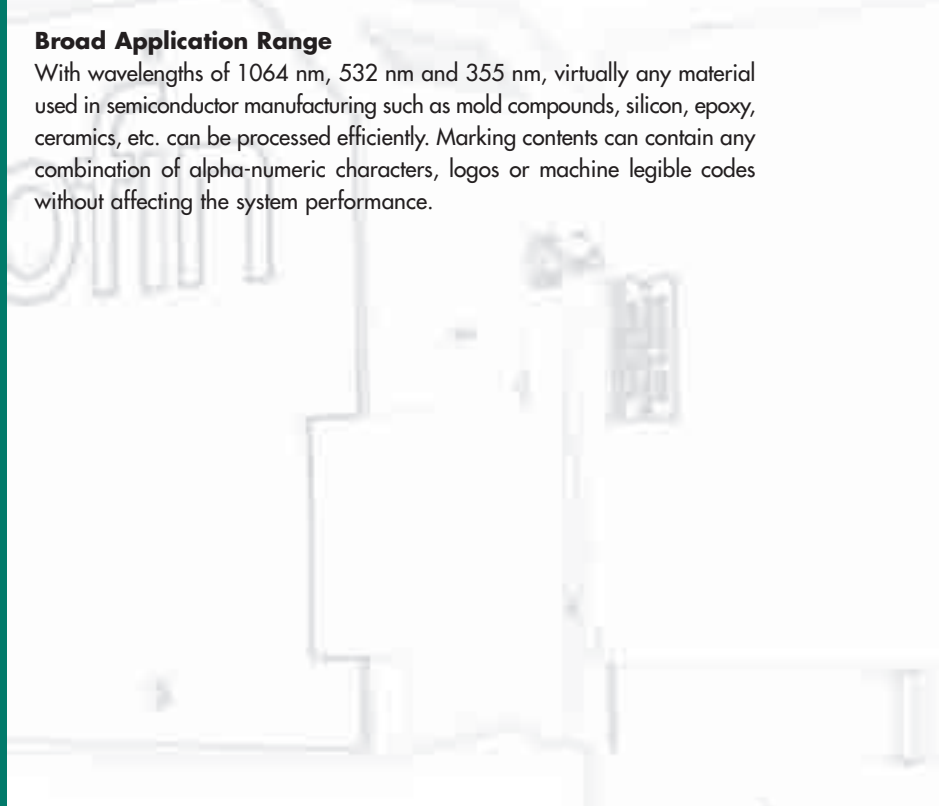 Broad Application Range
With wavelengths of 1064 nm, 532 nm and 355 nm, virtually any material
used in semiconductor manufacturing such as mold compounds, silicon, epoxy,
ceramics, etc. can be processed efficiently. Marking contents can contain any
combination of alpha-numeric characters, logos or machine legible codes
without affecting the system performance.